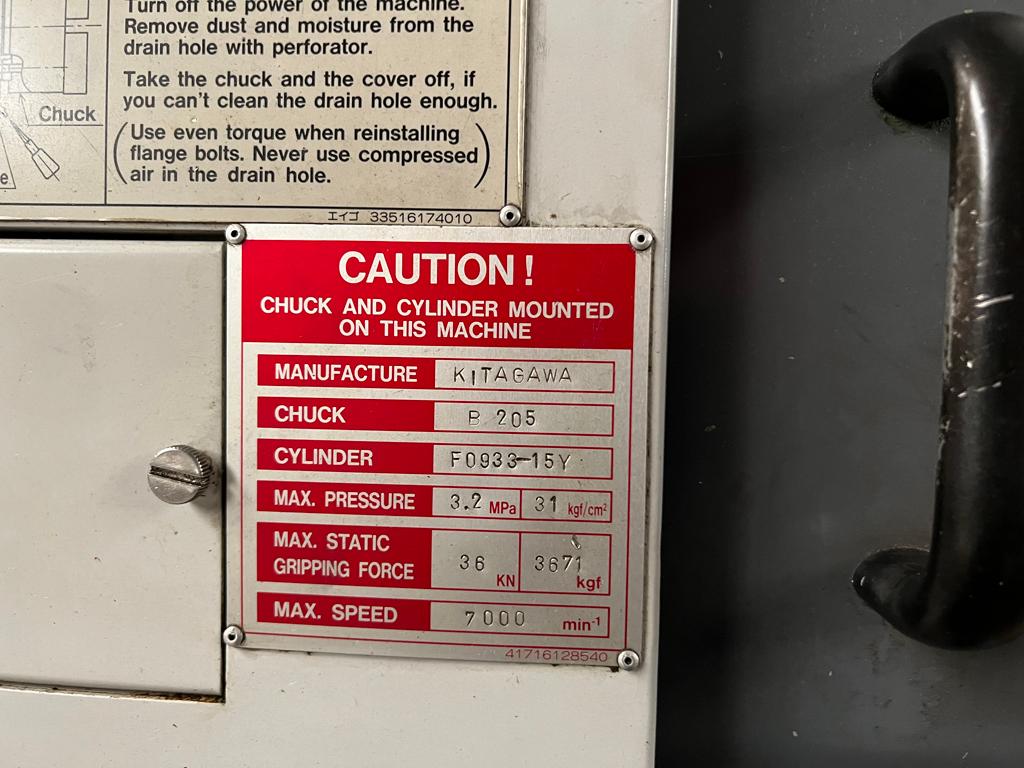 Turn off the power of the machine.
Remove dust and moisture from the
drain hole with perforator.
Take the chuck and the cover off, if
you can't clean the drain hole enough.
Chuck
(Use even torque when reinstalling
flange bolts. Never use compressed
air in the drain hole.)
エイゴ 33516174010
CAUTION!
CHUCK AND CYLINDER MOUNTED
ON THIS MACHINE
MANUFACTURE KITAGAWA
CHUCK B 205
CYLINDER F0933-15Y
MAX. PRESSURE 3.2 MPa 31 kgf/cm²
MAX. STATIC
GRIPPING FORCE 36 KN 3671 kgf
MAX. SPEED 7000 min⁻¹
41716128540